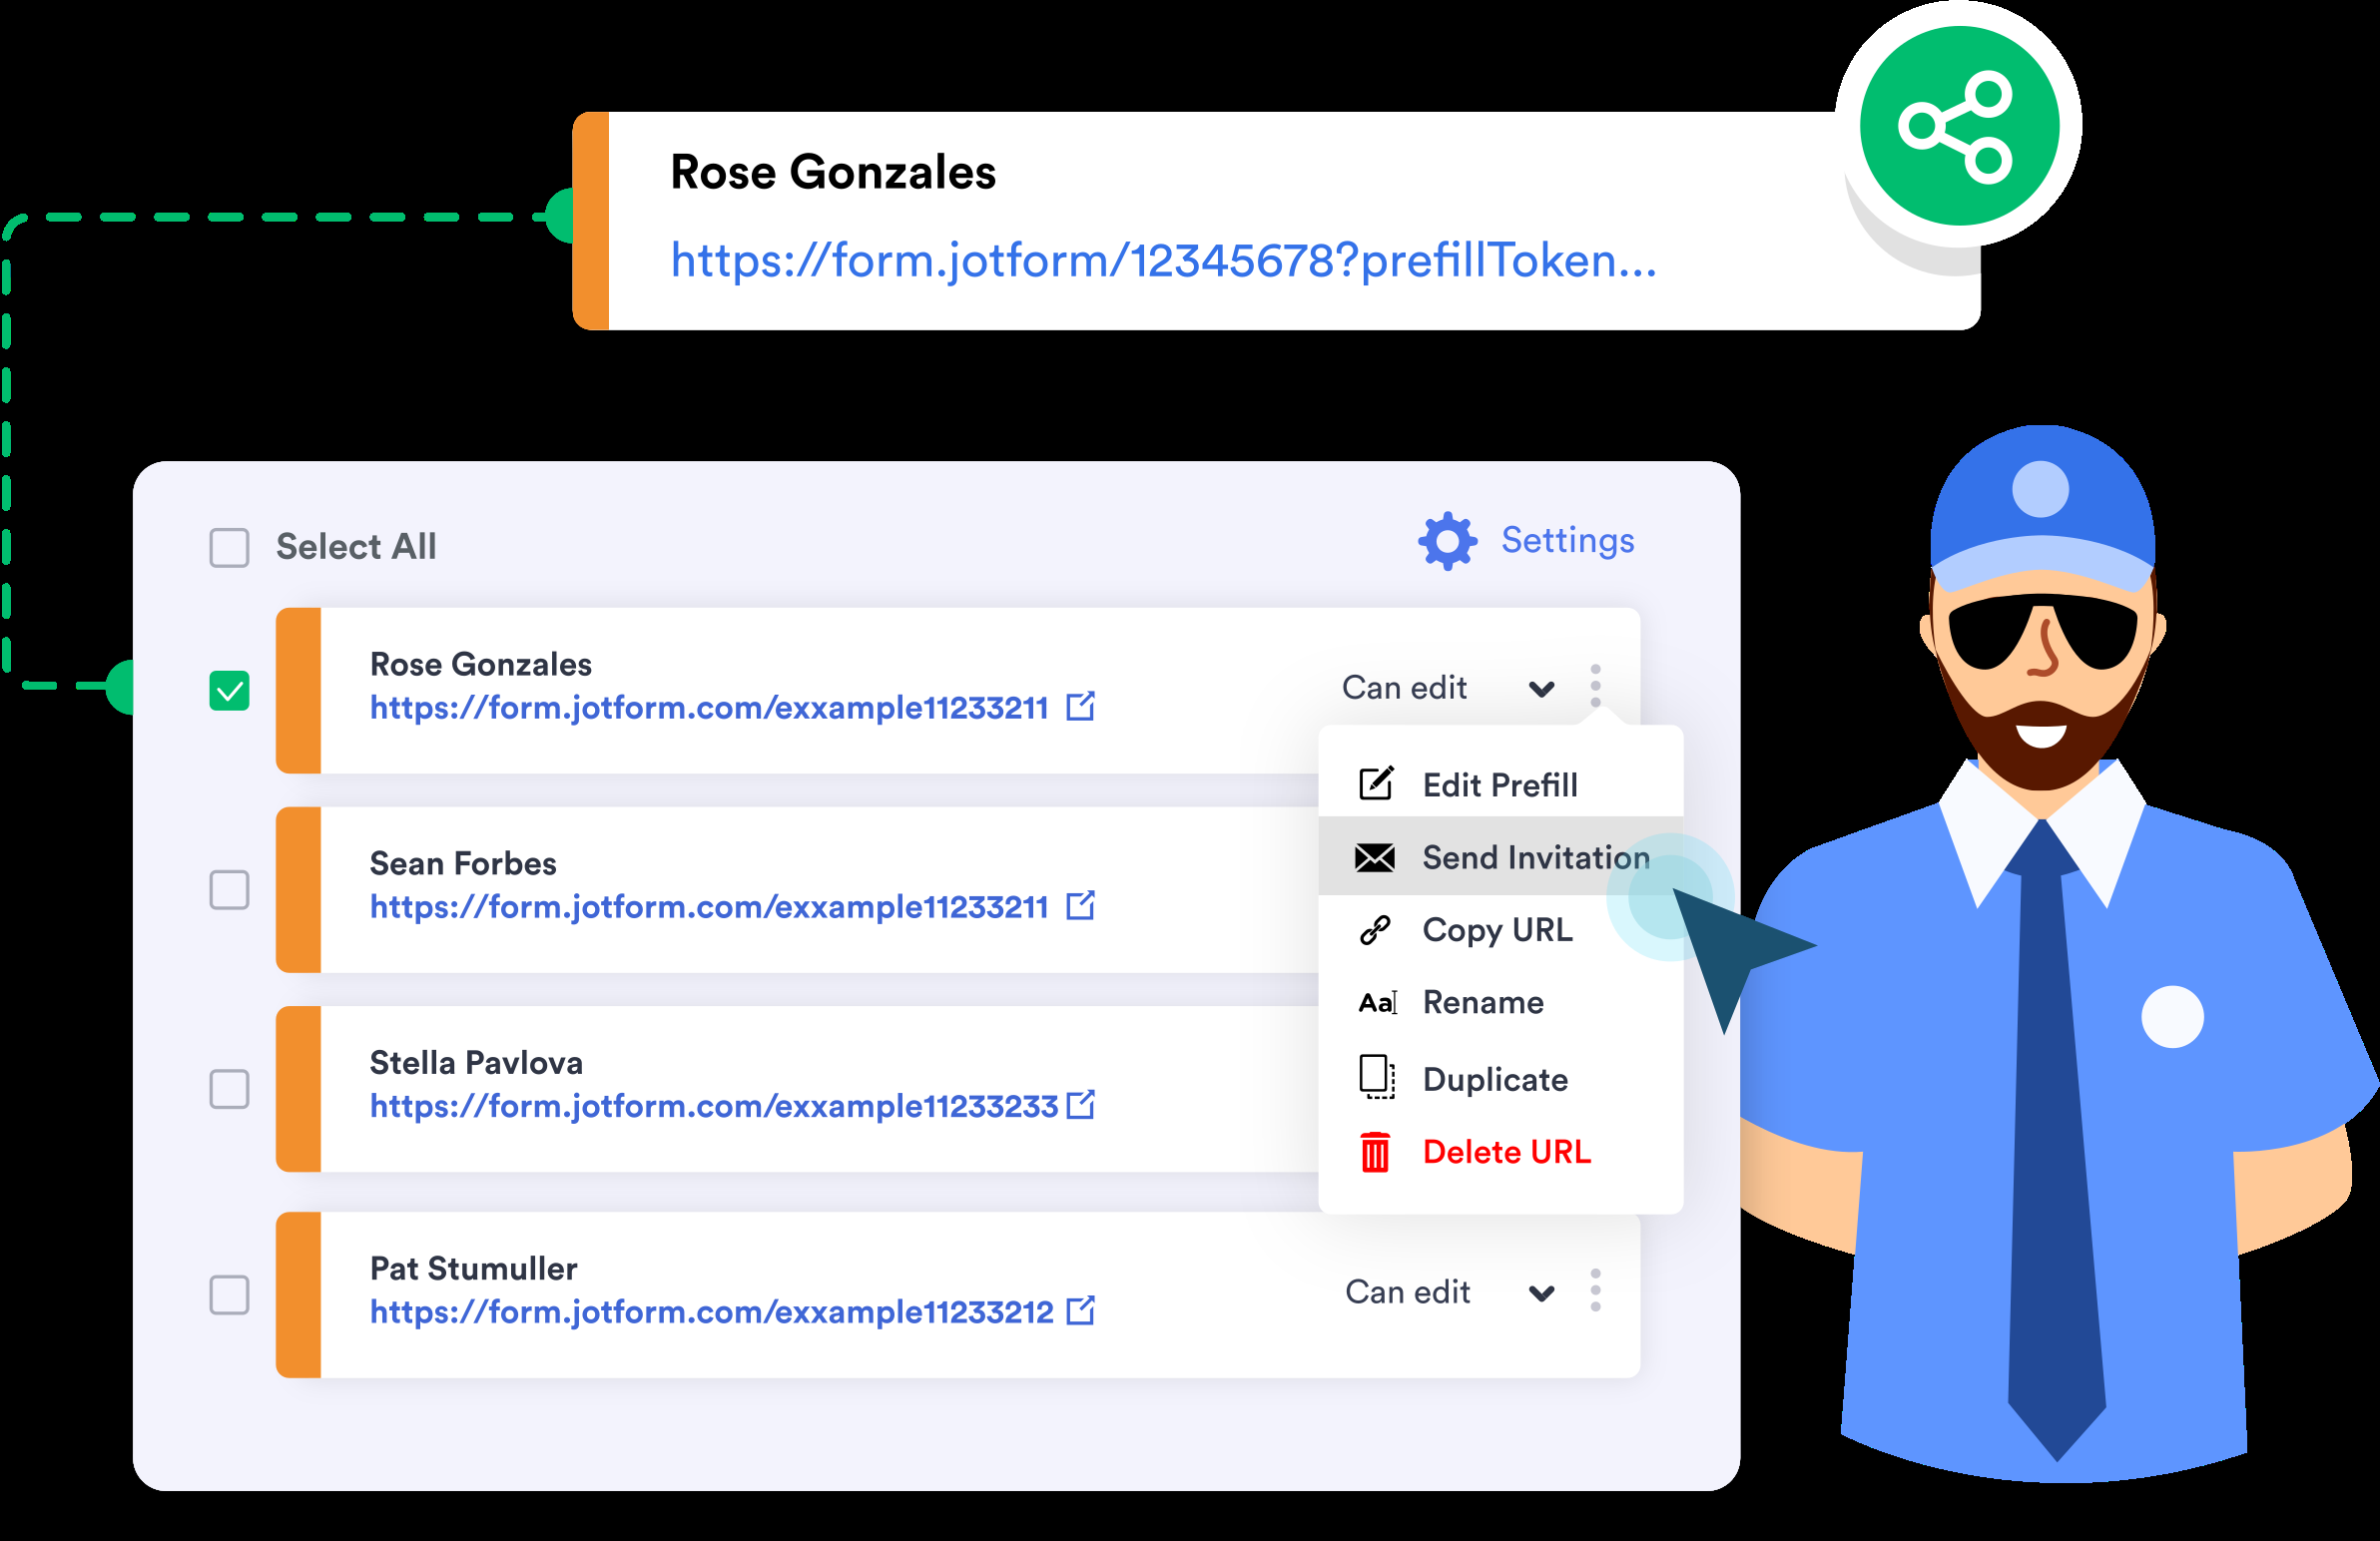 Rose Gonzales
https://form.jotform/12345678?prefillToken...
Select All
Settings
Rose Gonzales
https://form.jotform.com/exxample11233211
Can edit
Edit Prefill
Send Invitation
Copy URL
Aa
Rename
Duplicate
Delete URL
Sean Forbes
https://form.jotform.com/exxample11233211
Stella Pavlova
https://form.jotform.com/exxample11233233
Pat Stumuller
https://form.jotform.com/exxample11233212
Can edit